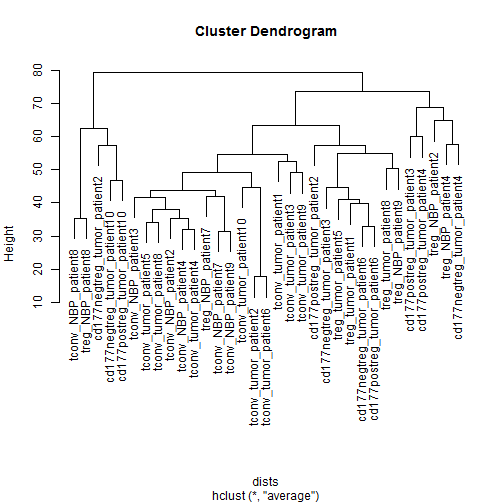 Cluster Dendrogram
Height
80
70
60
50
40
30
20
10
tconv_NBP_patient8
treg_NBP_patient8
cd177negtreg_tumor_patient2
cd177negtreg_tumor_patient10
cd177postreg_tumor_patient10
tconv_NBP_patient3
tconv_tumor_patient5
tconv_tumor_patient8
tconv_NBP_patient2
tconv_NBP_patient4
tconv_tumor_patient4
treg_NBP_patient7
tconv_NBP_patient7
tconv_NBP_patient9
tconv_tumor_patient10
tconv_tumor_patient2
tconv_tumor_patient6
tconv_tumor_patient1
tconv_tumor_patient3
tconv_tumor_patient9
cd177postreg_tumor_patient2
cd177negtreg_tumor_patient3
treg_tumor_patient5
treg_tumor_patient1
cd177negtreg_tumor_patient6
cd177postreg_tumor_patient6
treg_tumor_patient8
treg_NBP_patient9
cd177postreg_tumor_patient3
cd177postreg_tumor_patient4
treg_NBP_patient2
treg_NBP_patient4
cd177negtreg_tumor_patient4
dists
hclust (*, "average")